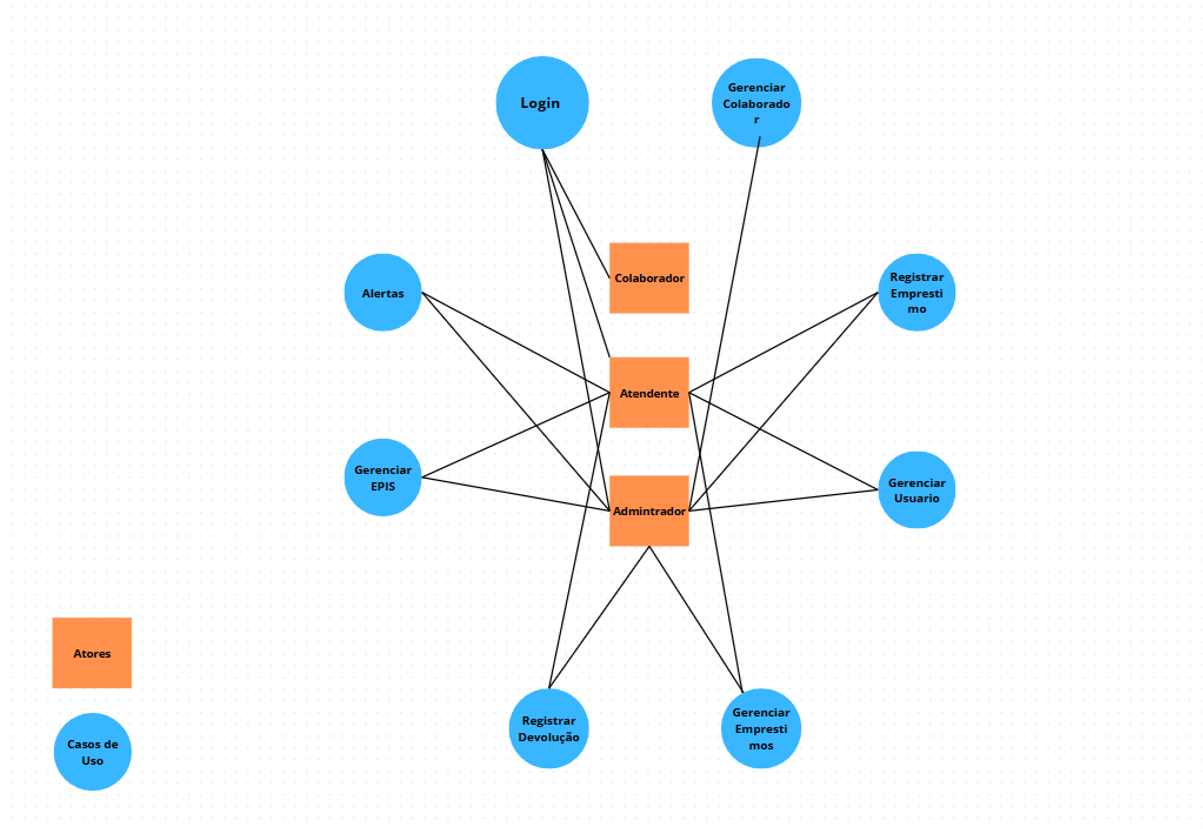 Login
Gerenciar
Colaborado
r
Colaborador
Alertas
Registrar
Empresti
mo
Atendente
Gerenciar
EPIS
Gerenciar
Usuario
Admintrador
Atores
Registrar
Devolução
Gerenciar
Empresti
mos
Casos de
Uso